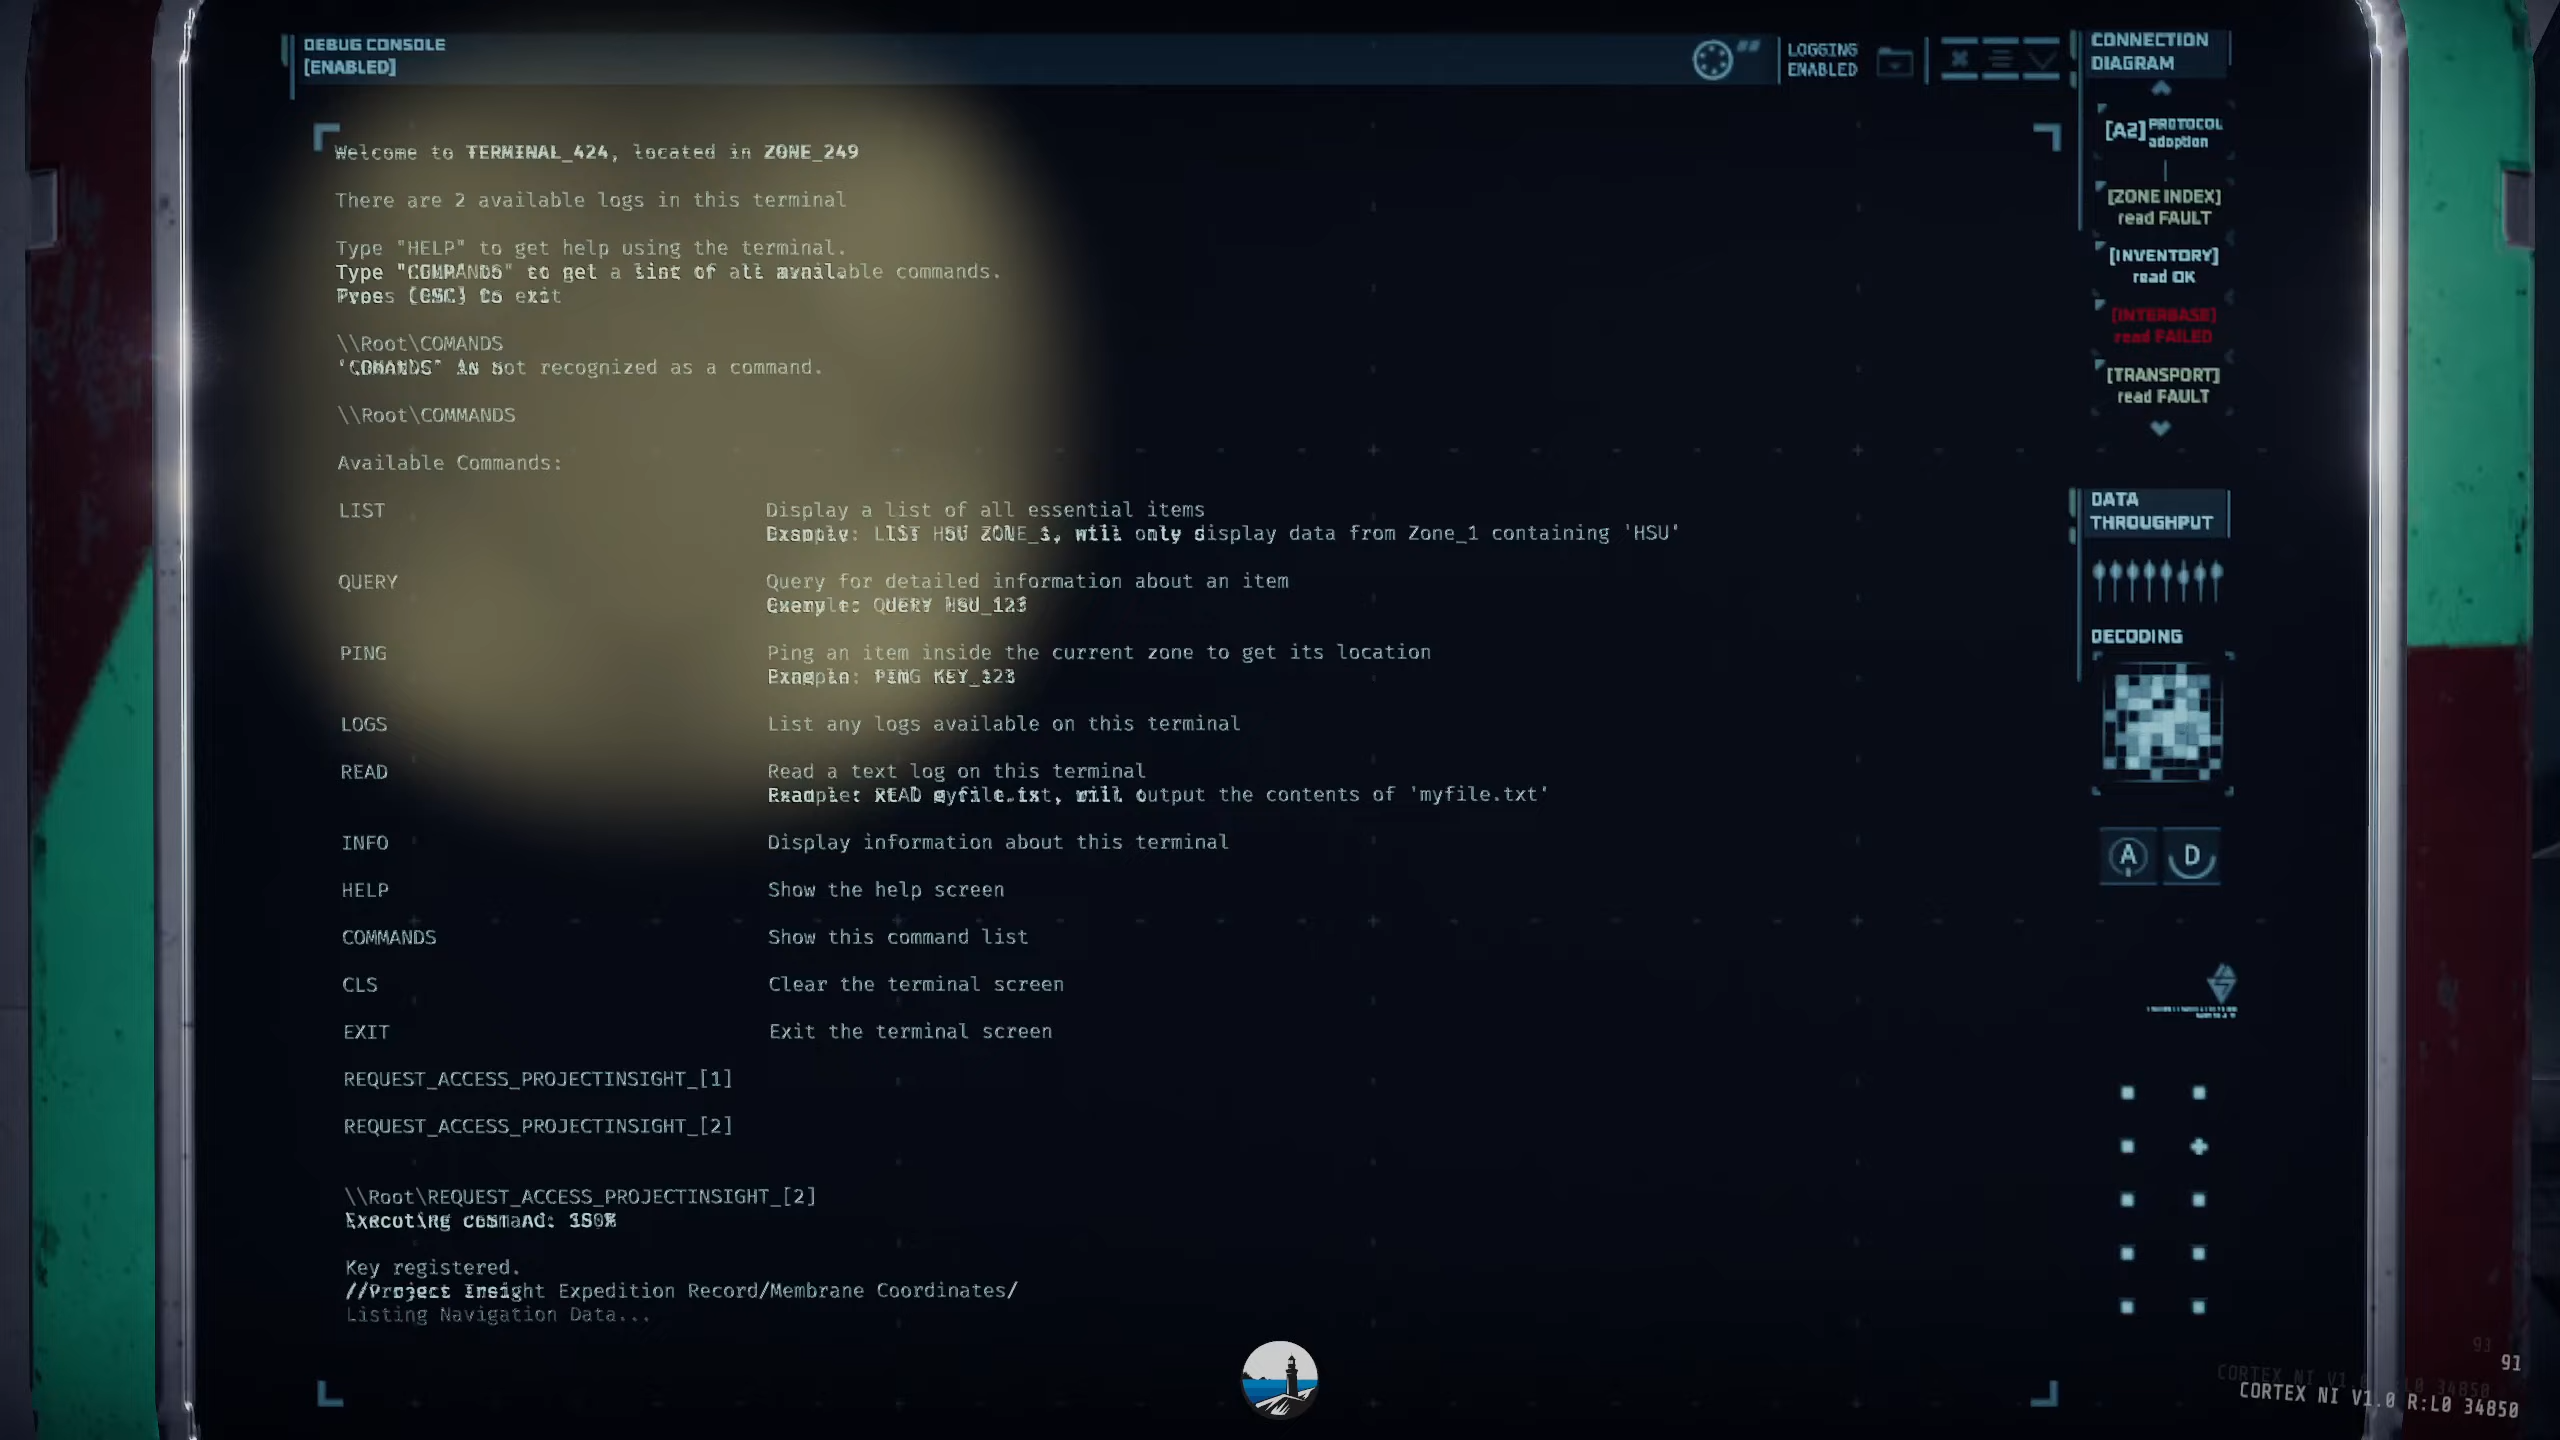 DEBUG CONSOLE
[ENABLED]
LOGGING
ENABLED
Welcome to TERMINAL_424, located in ZONE_249
There are 2 available logs in this terminal
Type "HELP" to get help using the terminal.
Type "COMMANDS" to get a list of all available commands.
Press [ESC] to exit
\\Root\COMANDS
'COMANDS" is not recognized as a command.
\\Root\COMMANDS
Available Commands:
LIST Display a list of all essential items
Example: LIST HSU ZONE_1, will only display data from Zone_1 containing 'HSU'
QUERY Query for detailed information about an item
Example: QUERY HSU_123
PING Ping an item inside the current zone to get its location
Example: PING KEY_123
LOGS List any logs available on this terminal
READ Read a text log on this terminal
Example: READ myfile.txt, will output the contents of 'myfile.txt'
INFO Display information about this terminal
HELP Show the help screen
COMMANDS Show this command list
CLS Clear the terminal screen
EXIT Exit the terminal screen
REQUEST_ACCESS_PROJECTINSIGHT_[1]
REQUEST_ACCESS_PROJECTINSIGHT_[2]
\\Root\REQUEST_ACCESS_PROJECTINSIGHT_[2]
Executing command: 100%
Key registered.
//Project Insight Expedition Record/Membrane Coordinates/
Listing Navigation Data...
CONNECTION
DIAGRAM
[A2] PROTOCOL
adoption
[ZONE INDEX]
read FAULT
[INVENTORY]
read OK
[INTERBASE]
read FAILED
[TRANSPORT]
read FAULT
DATA
THROUGHPUT
DECODING
A D
91
CORTEX NI V1.0 R:L0 34850